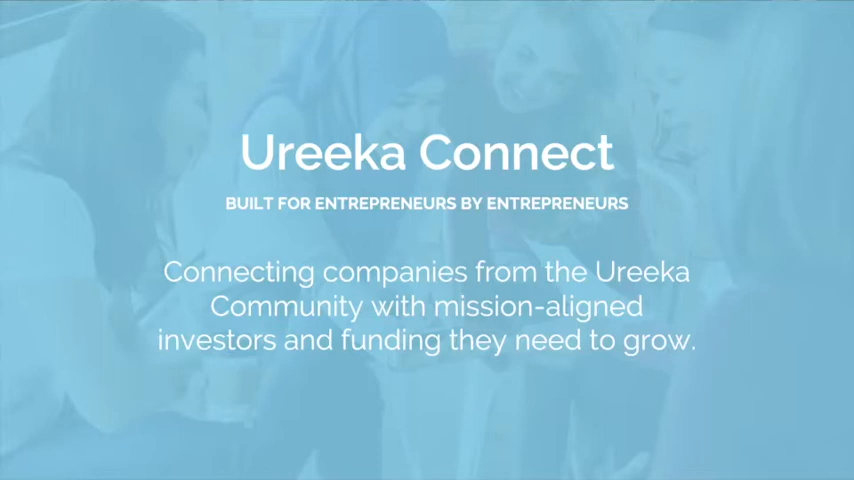 Ureeka Connect
BUILT FOR ENTREPRENEURS BY ENTREPRENEURS
Connecting companies from the Ureeka
Community with mission-aligned
investors and funding they need to grow.